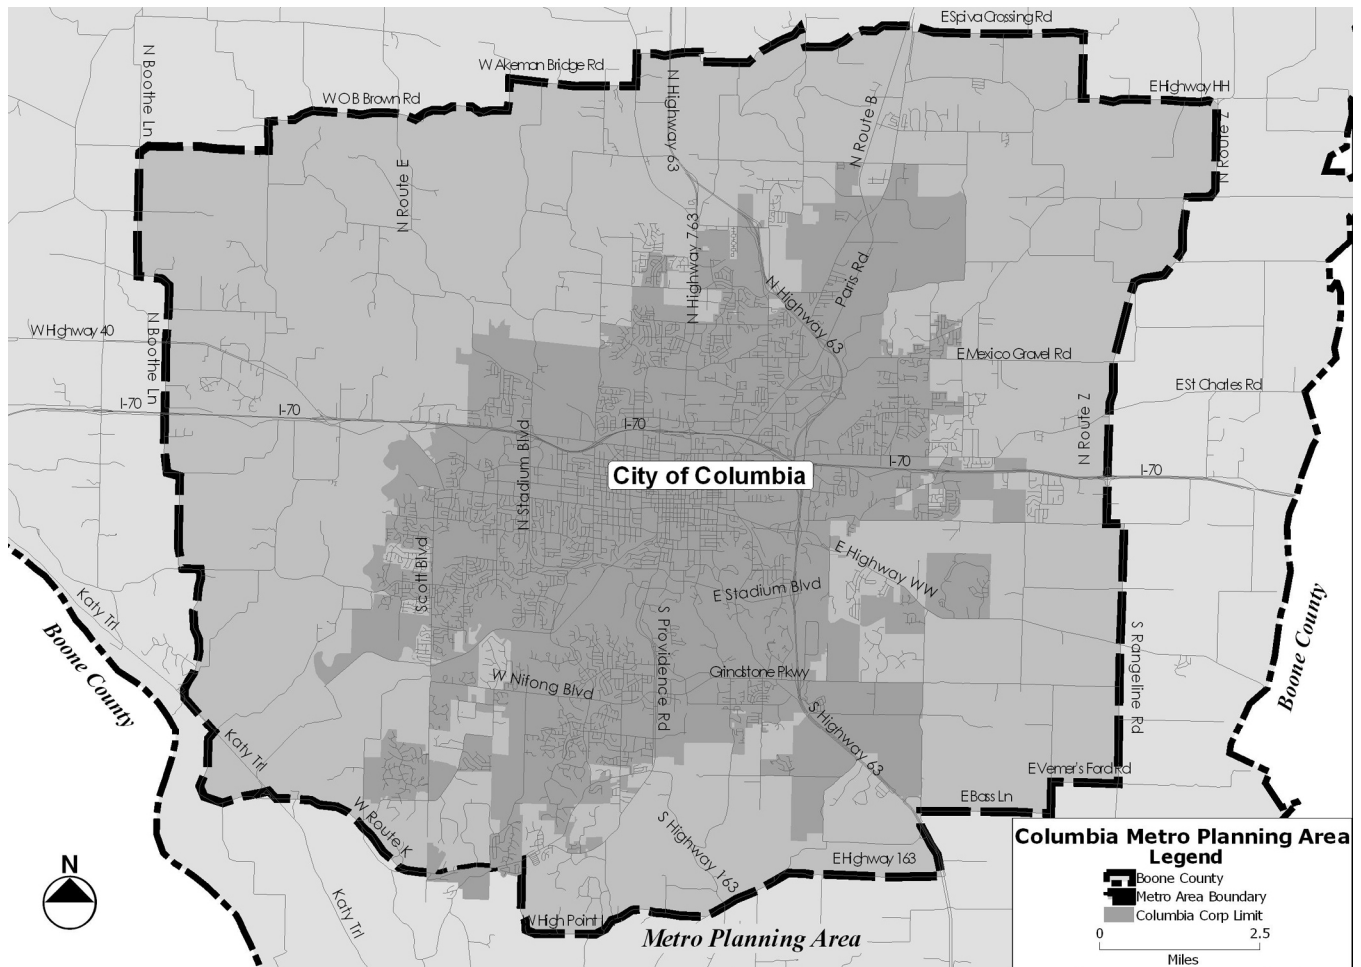 E Spiva Crossing Rd
N Boothe Ln
W Akeman Bridge Rd
N Highway 63
E Highway HH
W O B Brown Rd
N Route B
N Route Z
N Route E
N Highway 763
Paris Rd
N Highway 63
W Highway 40
N Boothe Ln
E Mexico Gravel Rd
E St Charles Rd
I-70
I-70
I-70
N Stadium Blvd
N Route Z
City of Columbia
I-70
I-70
Scott Blvd
E Highway WW
E Stadium Blvd
Katy Trl
Boone County
S Providence Rd
Boone County
S Rangeline Rd
W Nifong Blvd
Grindstone Pkwy
S Highway 63
Katy Trl
E Vemer's Ford Rd
E Bass Ln
W Route K
S Highway 163
E Highway 163
N
Katy Trl
W High Point
Metro Planning Area
Columbia Metro Planning Area
Legend
Boone County
Metro Area Boundary
Columbia Corp Limit
0 2.5
Miles